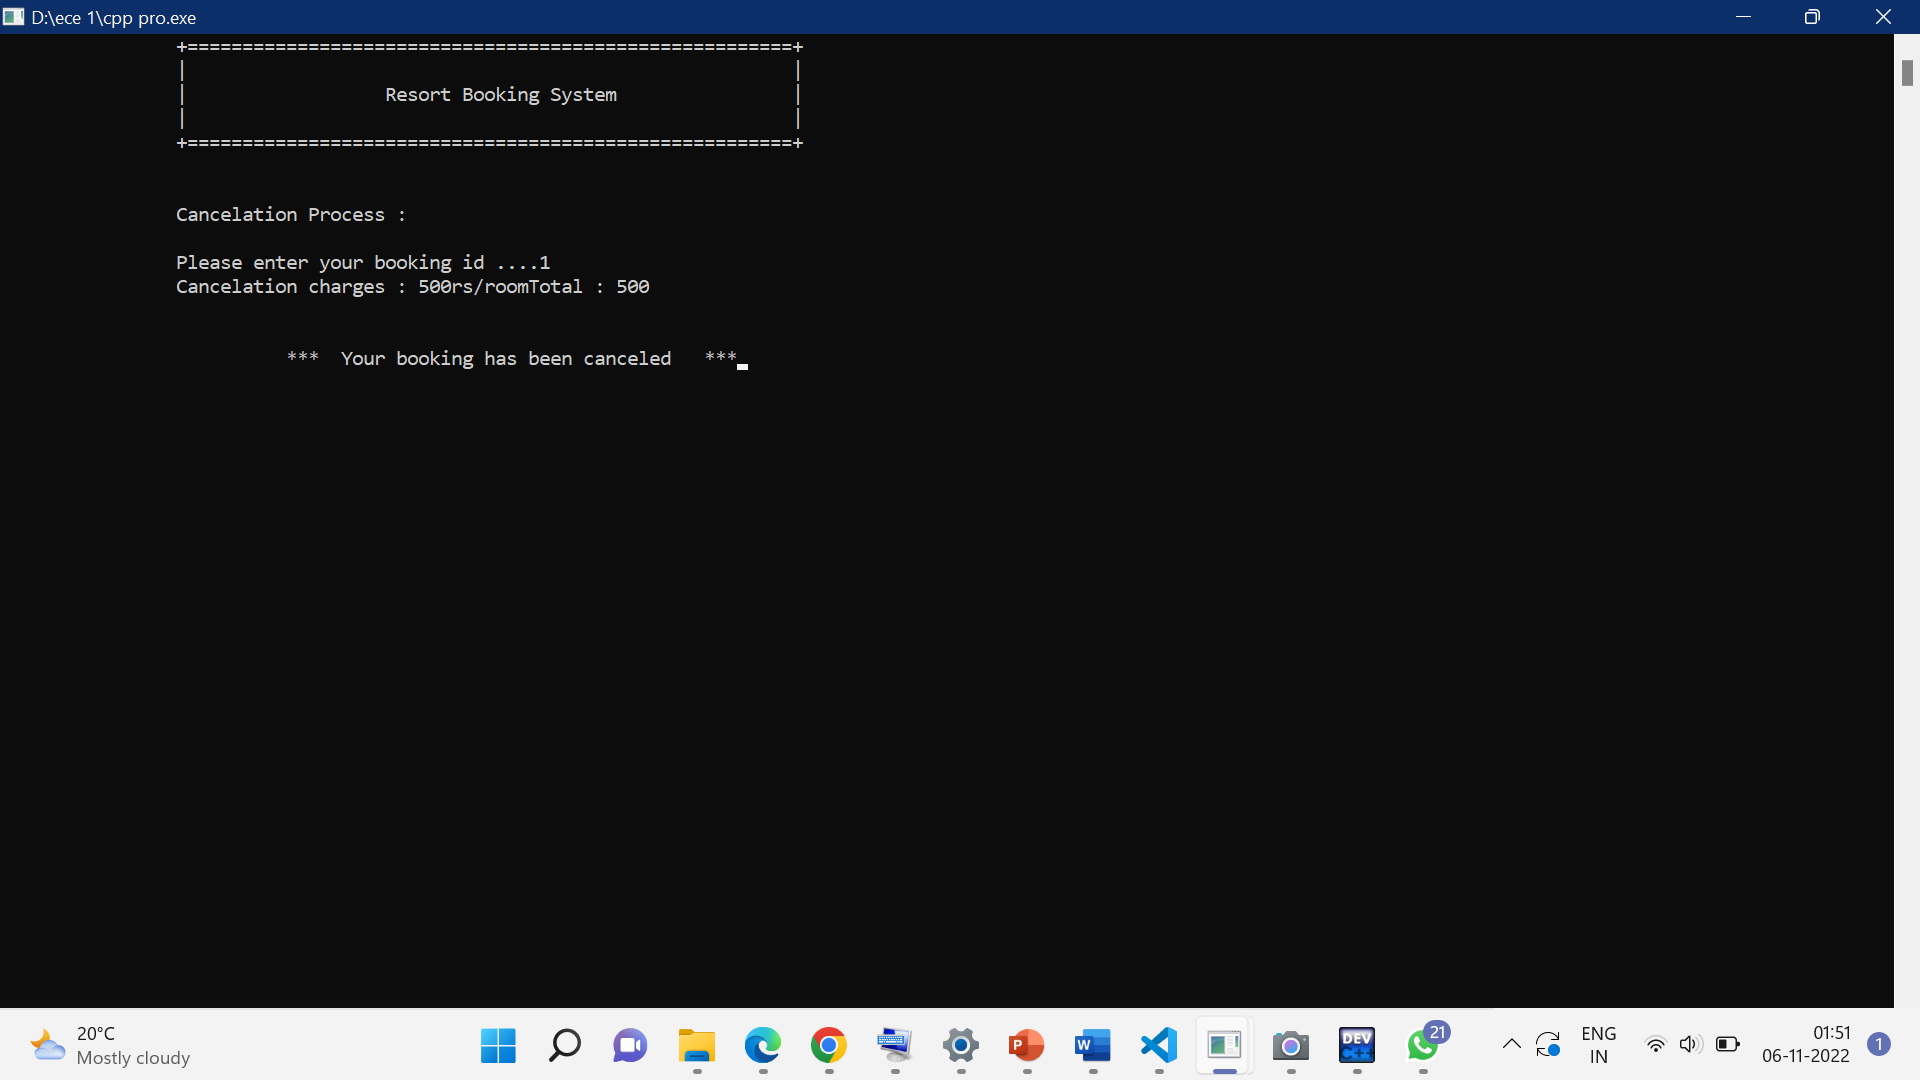 D:\ece 1\cpp pro.exe
+=======================================================+
| |
| Resort Booking System |
| |
+=======================================================+
Cancelation Process :
Please enter your booking id ....1
Cancelation charges : 500rs/roomTotal : 500
*** Your booking has been canceled ***
20°C
Mostly cloudy
P
W
DEV
C++
21
ENG
IN
01:51
06-11-2022
1